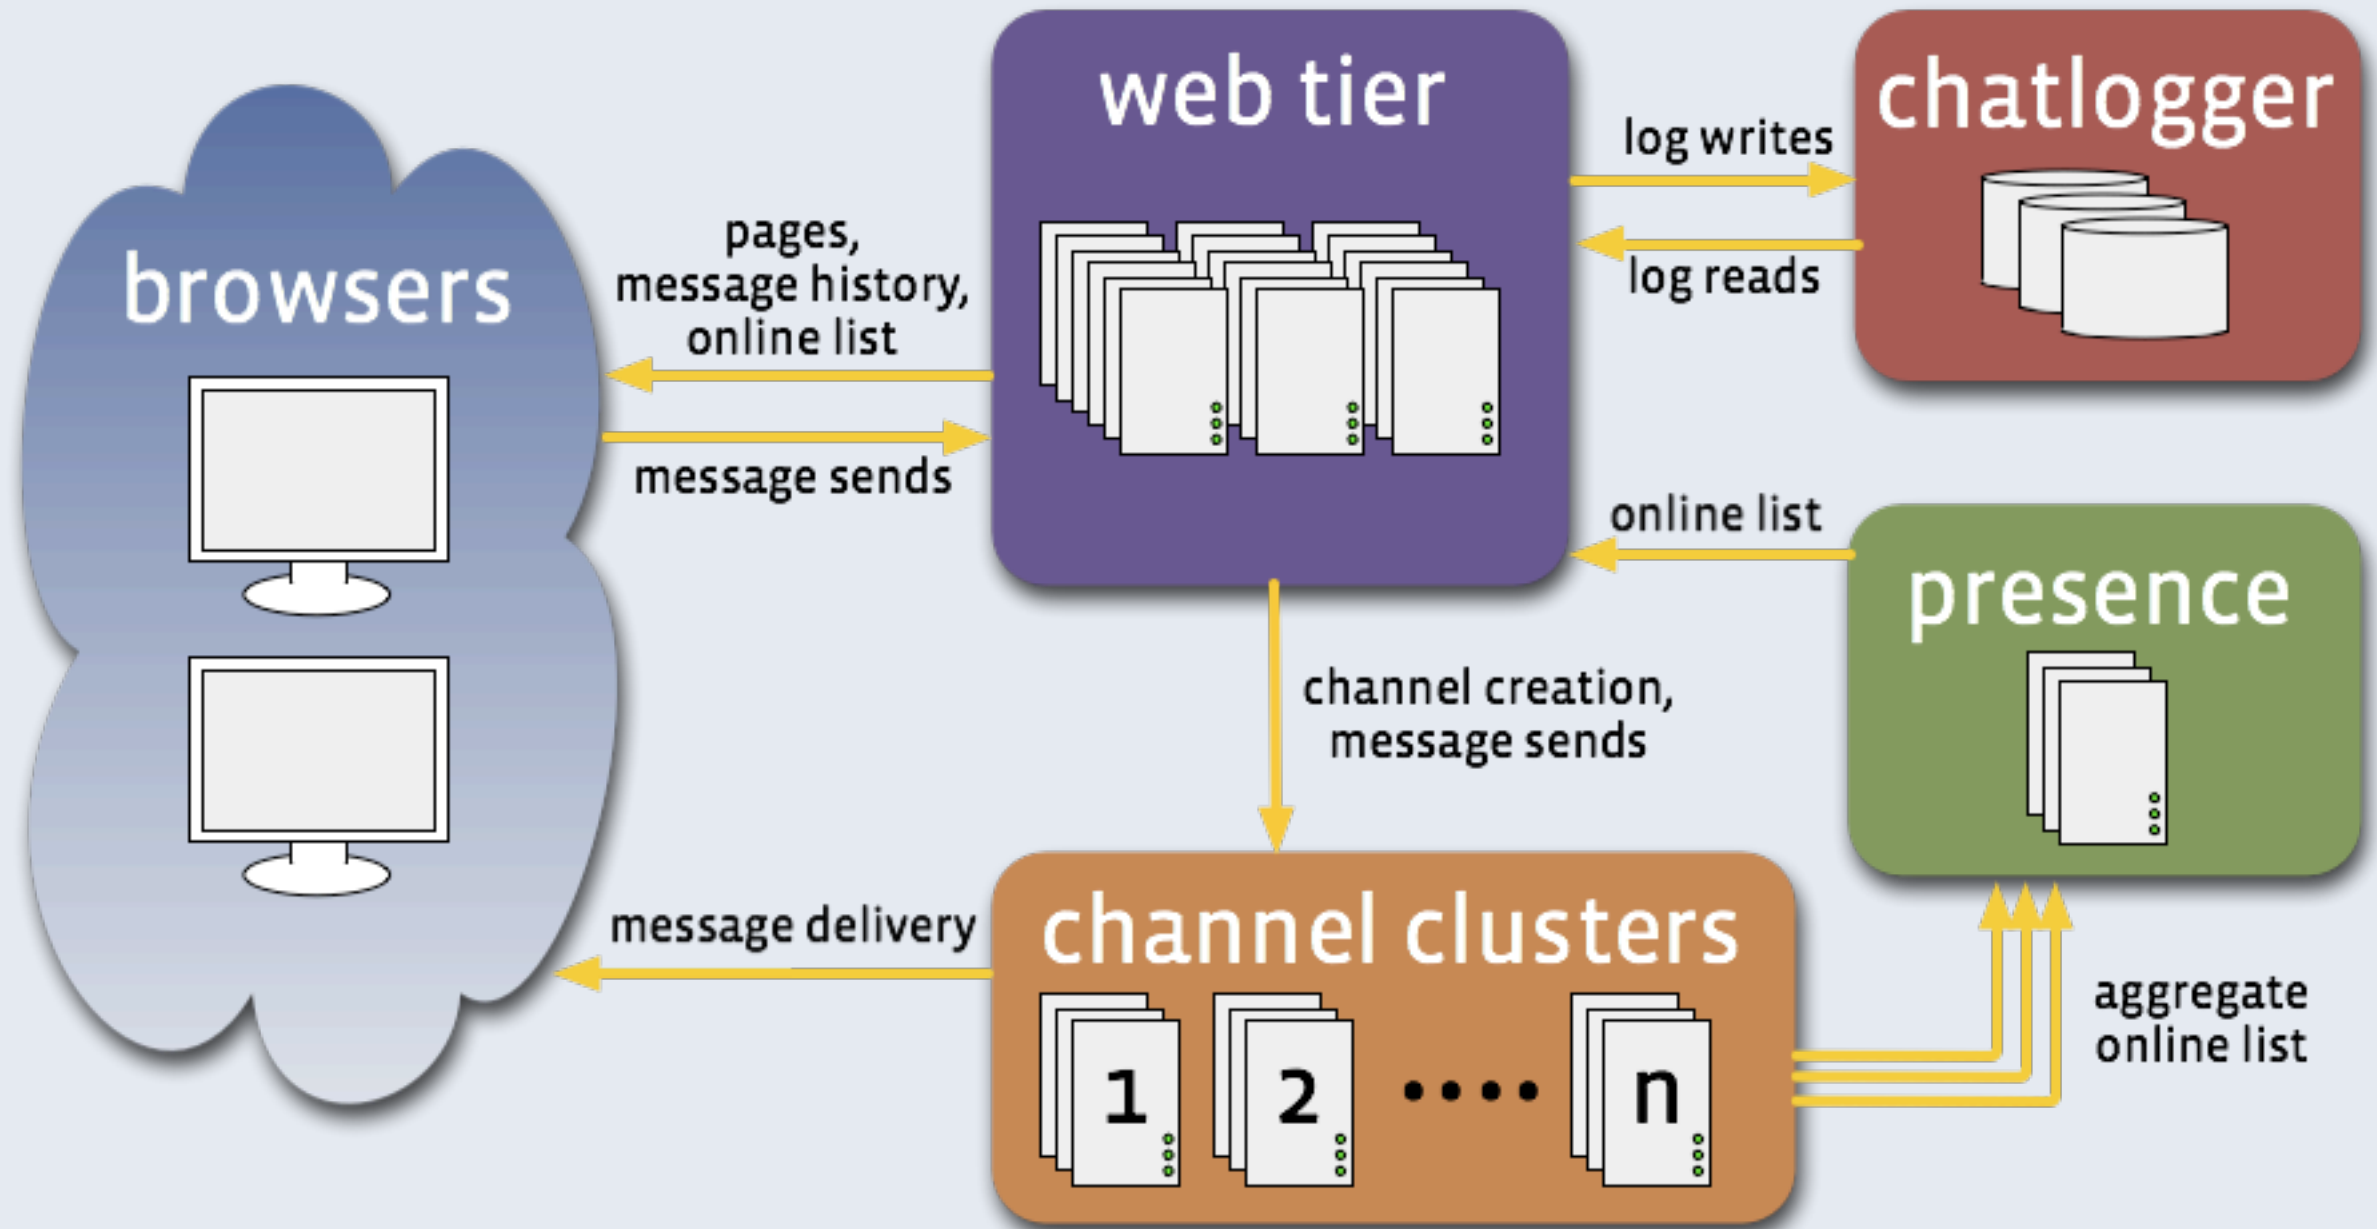 web tier
chatlogger
log writes
log reads
browsers
pages,
message history,
online list
message sends
online list
presence
channel creation,
message sends
message delivery
channel clusters
1
2
n
aggregate
online list